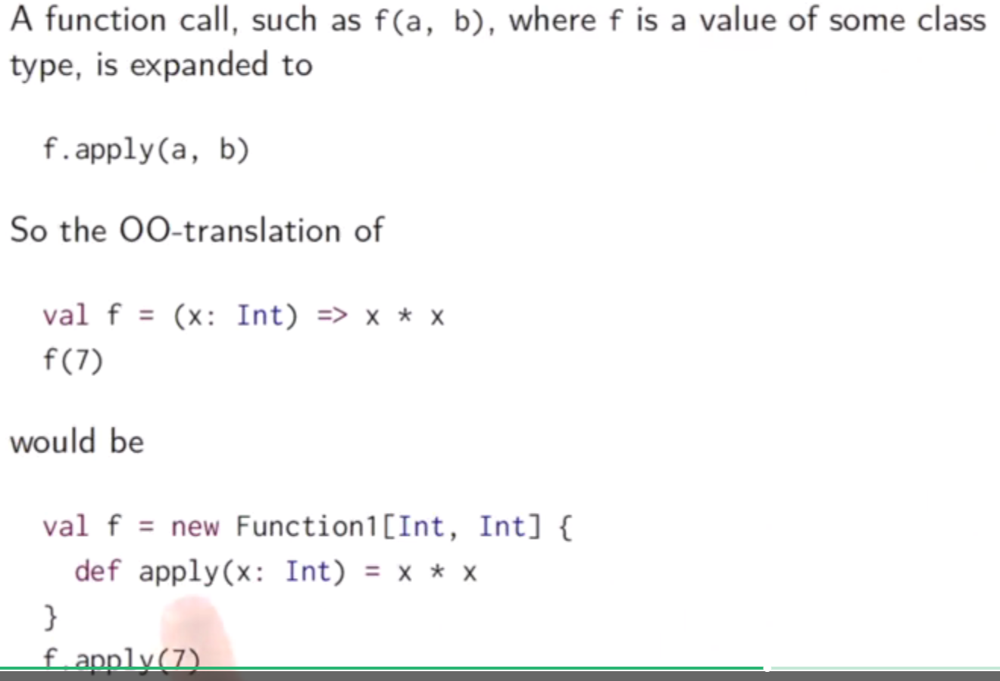 A function call, such as f(a, b), where f is a value of some class
type, is expanded to
f.apply(a, b)
So the OO-translation of
val f = (x: Int) => x * x
f(7)
would be
val f = new Function1[Int, Int] {
def apply(x: Int) = x * x
}
f.apply(7)